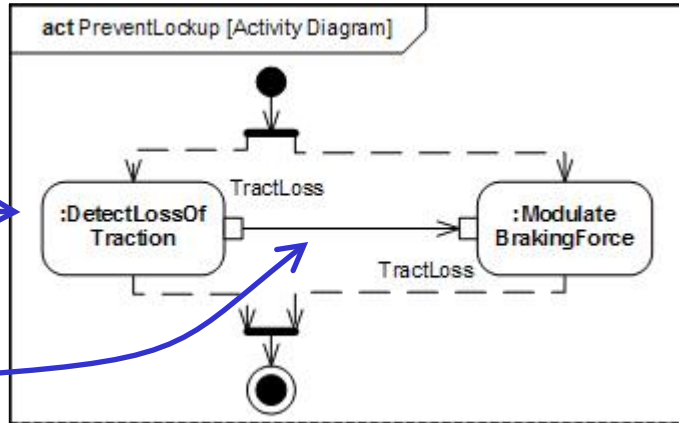 act PreventLockup [Activity Diagram]
TractLoss
:DetectLossOf
Traction
:Modulate
BrakingForce
TractLoss